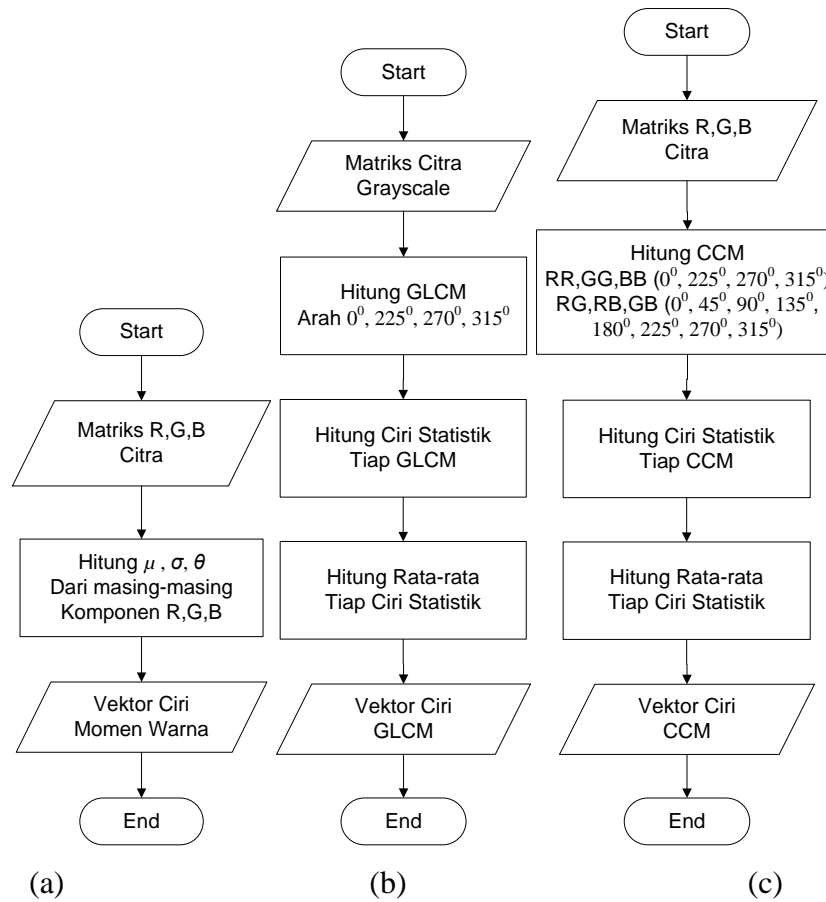 Start
Matriks R,G,B
Citra
Hitung μ , σ, θ
Dari masing-masing
Komponen R,G,B
Vektor Ciri
Momen Warna
End
(a)
Start
Matriks Citra
Grayscale
Hitung GLCM
Arah 0⁰, 225⁰, 270⁰, 315⁰
Hitung Ciri Statistik
Tiap GLCM
Hitung Rata-rata
Tiap Ciri Statistik
Vektor Ciri
GLCM
End
(b)
Start
Matriks R,G,B
Citra
Hitung CCM
RR,GG,BB (0⁰, 225⁰, 270⁰, 315⁰)
RG,RB,GB (0⁰, 45⁰, 90⁰, 135⁰,
180⁰, 225⁰, 270⁰, 315⁰)
Hitung Ciri Statistik
Tiap CCM
Hitung Rata-rata
Tiap Ciri Statistik
Vektor Ciri
CCM
End
(c)